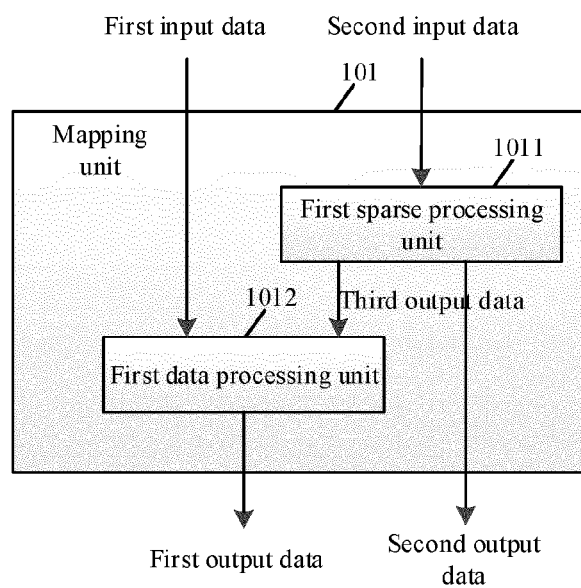 First input data
Second input data
101
Mapping
unit
1011
First sparse processing
unit
Third output data
1012
First data processing unit
First output data
Second output
data